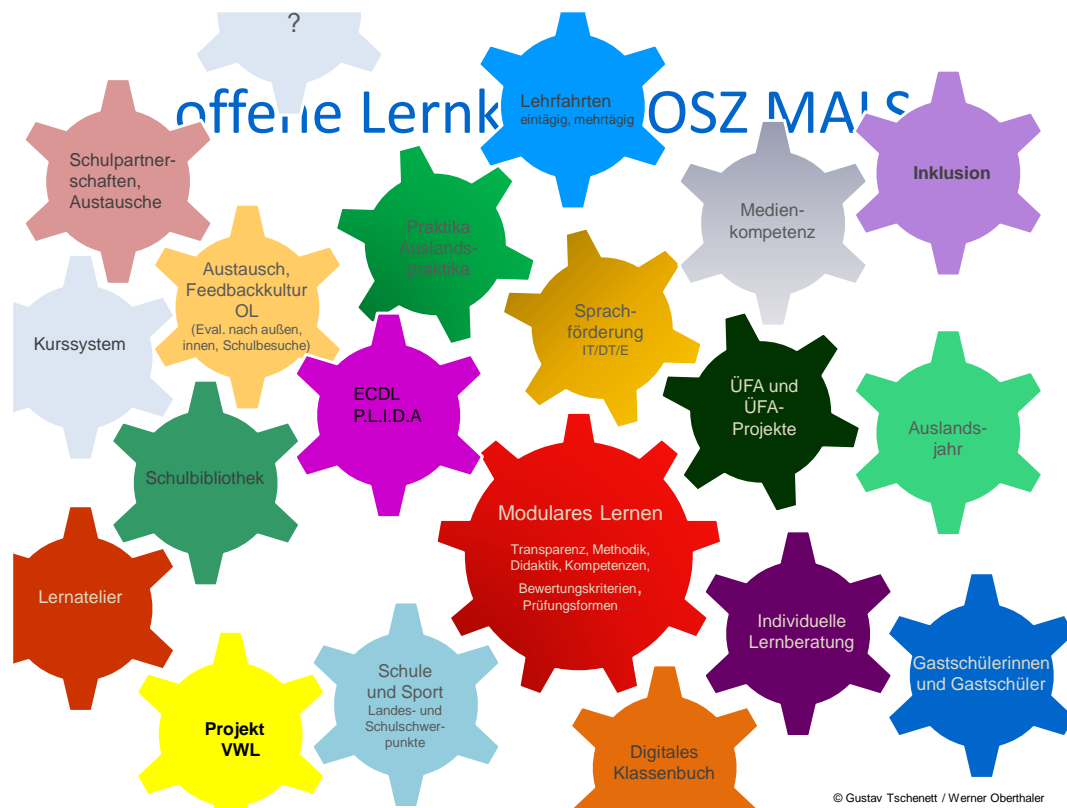 ?
offene Lernk OSZ MALS
Lehrfahrten
eintägig, mehrtägig
Schulpartner-
schaften,
Austausche
Inklusion
Medien-
kompetenz
Praktika
Auslands-
praktika
Austausch,
Feedbackkultur
OL
(Eval. nach außen,
innen, Schulbesuche)
Sprach-
förderung
IT/DT/E
Kurssystem
ECDL
P.L.I.D.A
ÜFA und
ÜFA-
Projekte
Auslands-
jahr
Schulbibliothek
Modulares Lernen
Transparenz, Methodik,
Didaktik, Kompetenzen,
Bewertungskriterien,
Prüfungsformen
Lernatelier
Individuelle
Lernberatung
Gastschülerinnen
und Gastschüler
Schule
und Sport
Landes- und
Schulschwer-
punkte
Projekt
VWL
Digitales
Klassenbuch
© Gustav Tschenett / Werner Oberthaler